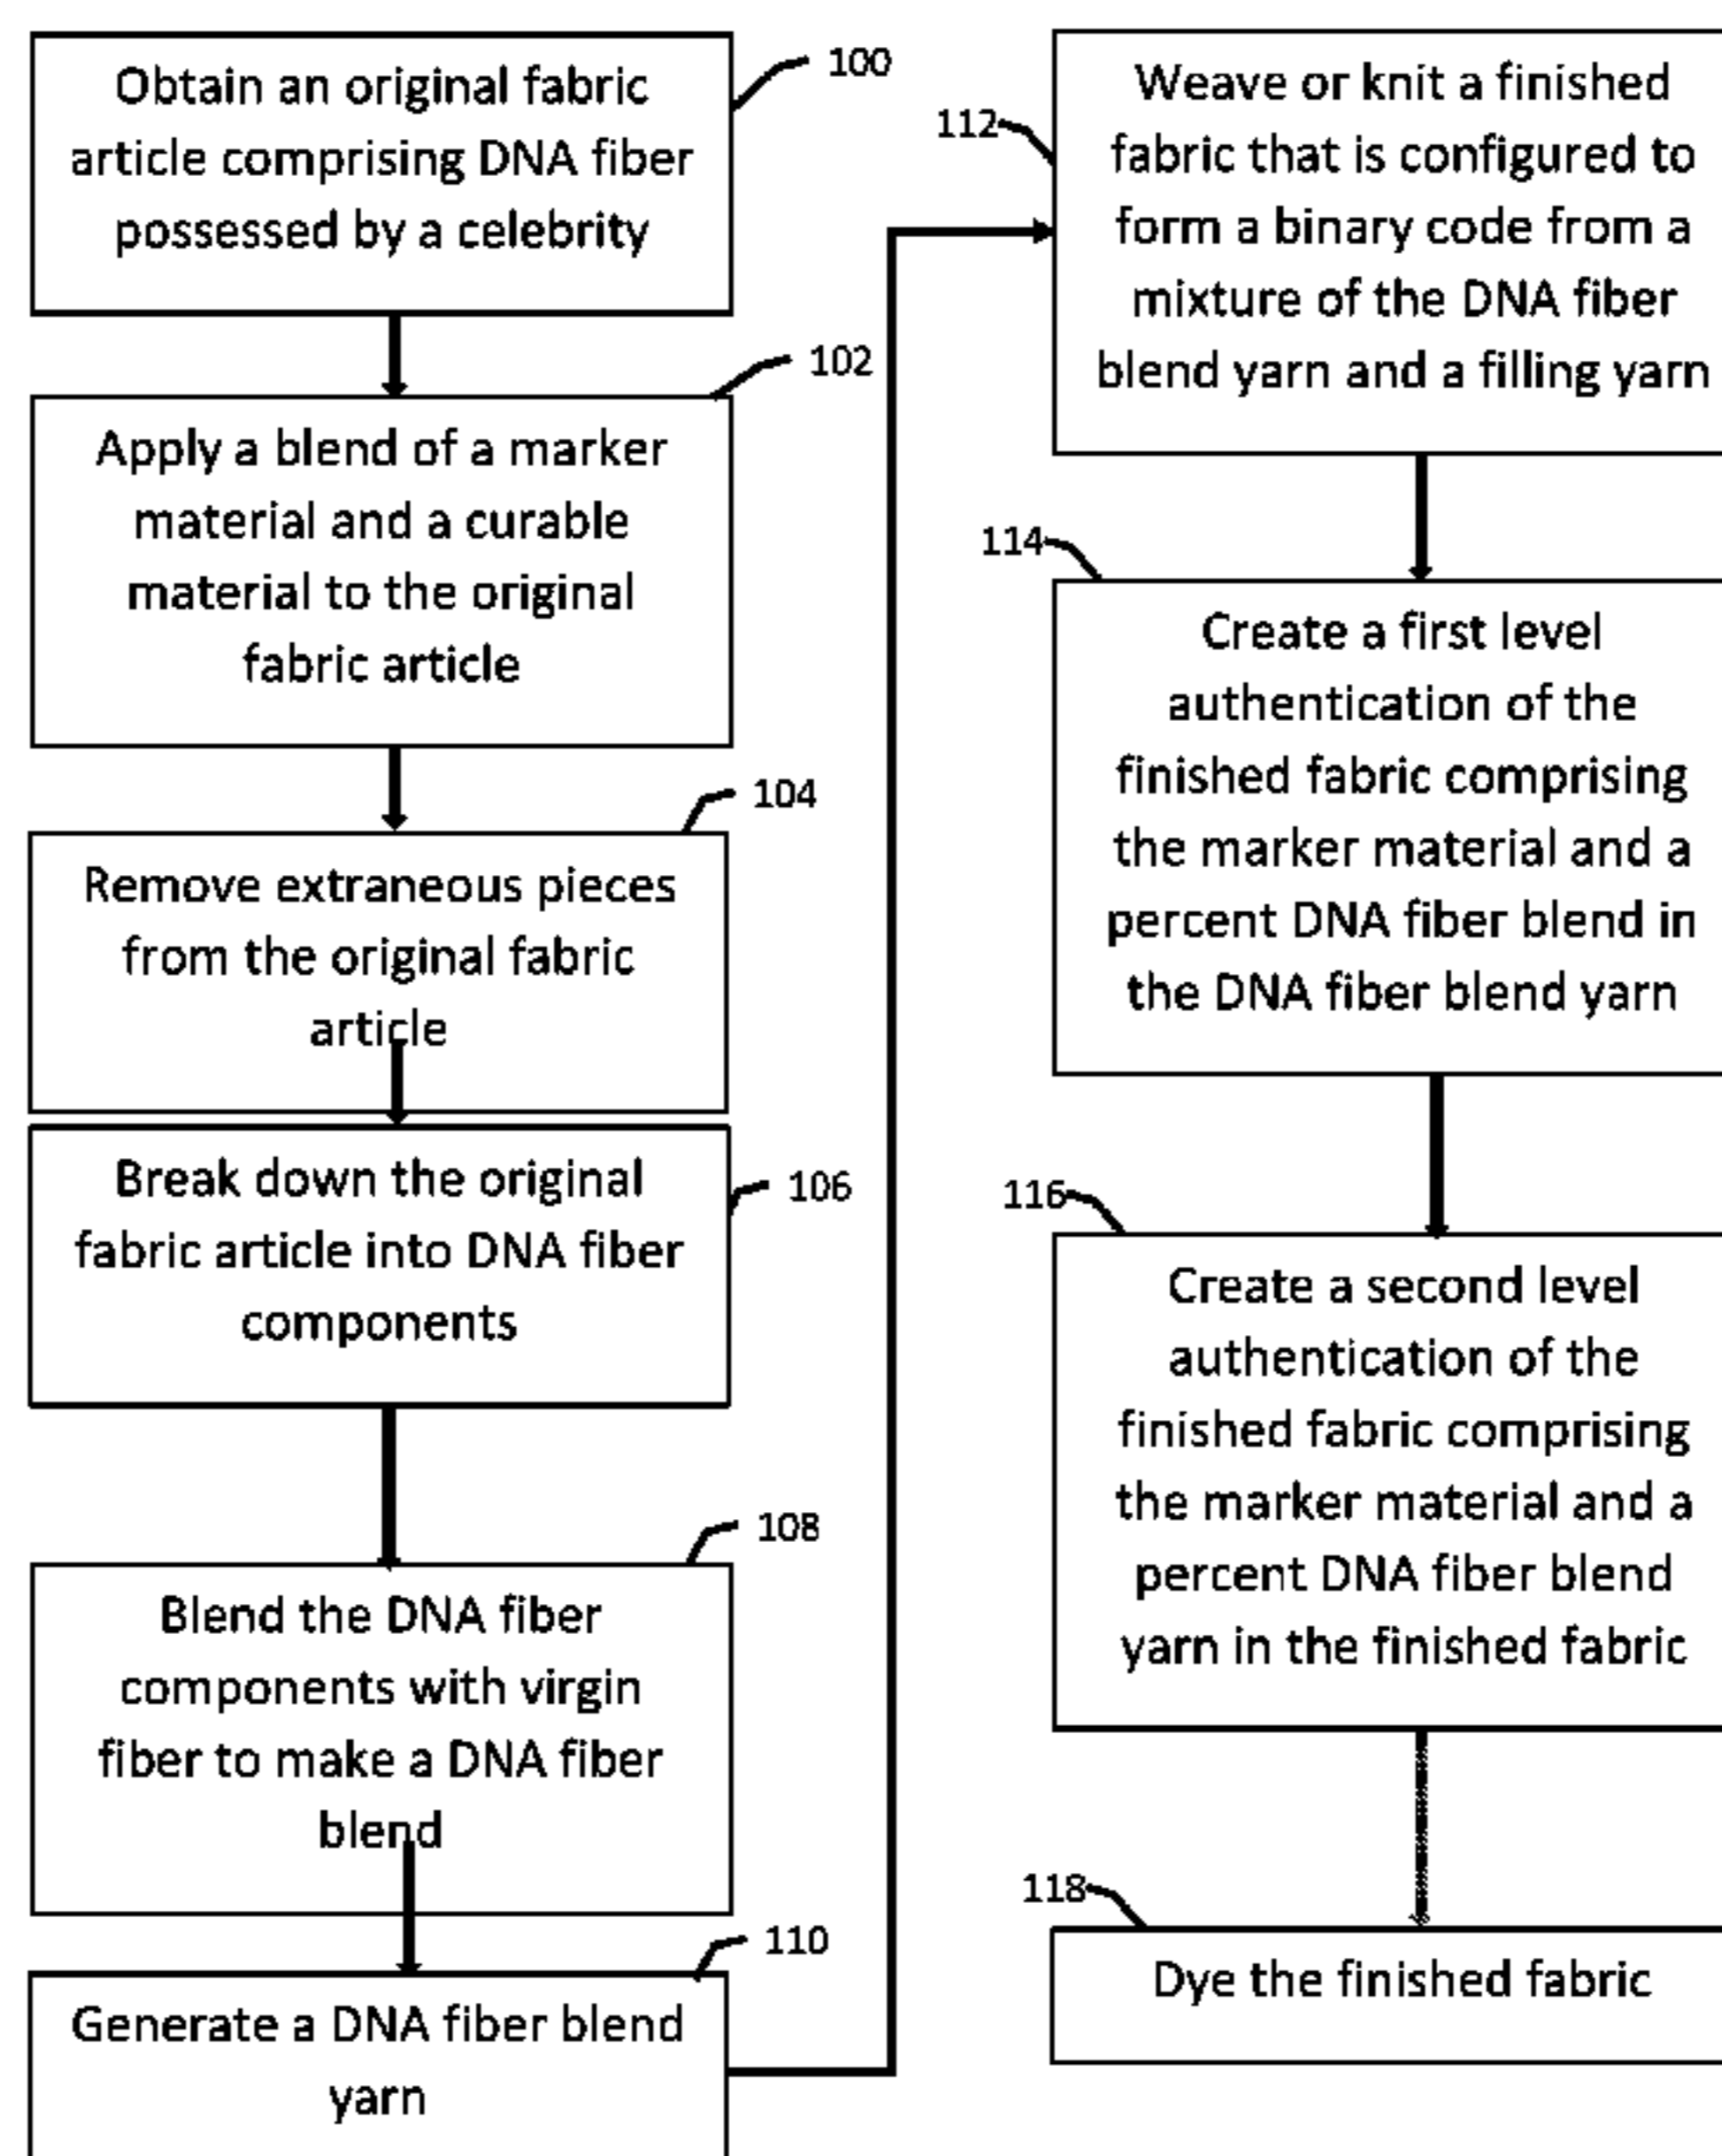 Obtain an original fabric
article comprising DNA fiber
possessed by a celebrity
100
Apply a blend of a marker
material and a curable
material to the original
fabric article
102
Remove extraneous pieces
from the original fabric
article
104
Break down the original
fabric article into DNA fiber
components
106
Blend the DNA fiber
components with virgin
fiber to make a DNA fiber
blend
108
Generate a DNA fiber blend
yarn
110
Weave or knit a finished
fabric that is configured to
form a binary code from a
mixture of the DNA fiber
blend yarn and a filling yarn
112
Create a first level
authentication of the
finished fabric comprising
the marker material and a
percent DNA fiber blend in
the DNA fiber blend yarn
114
Create a second level
authentication of the
finished fabric comprising
the marker material and a
percent DNA fiber blend
yarn in the finished fabric
116
Dye the finished fabric
118